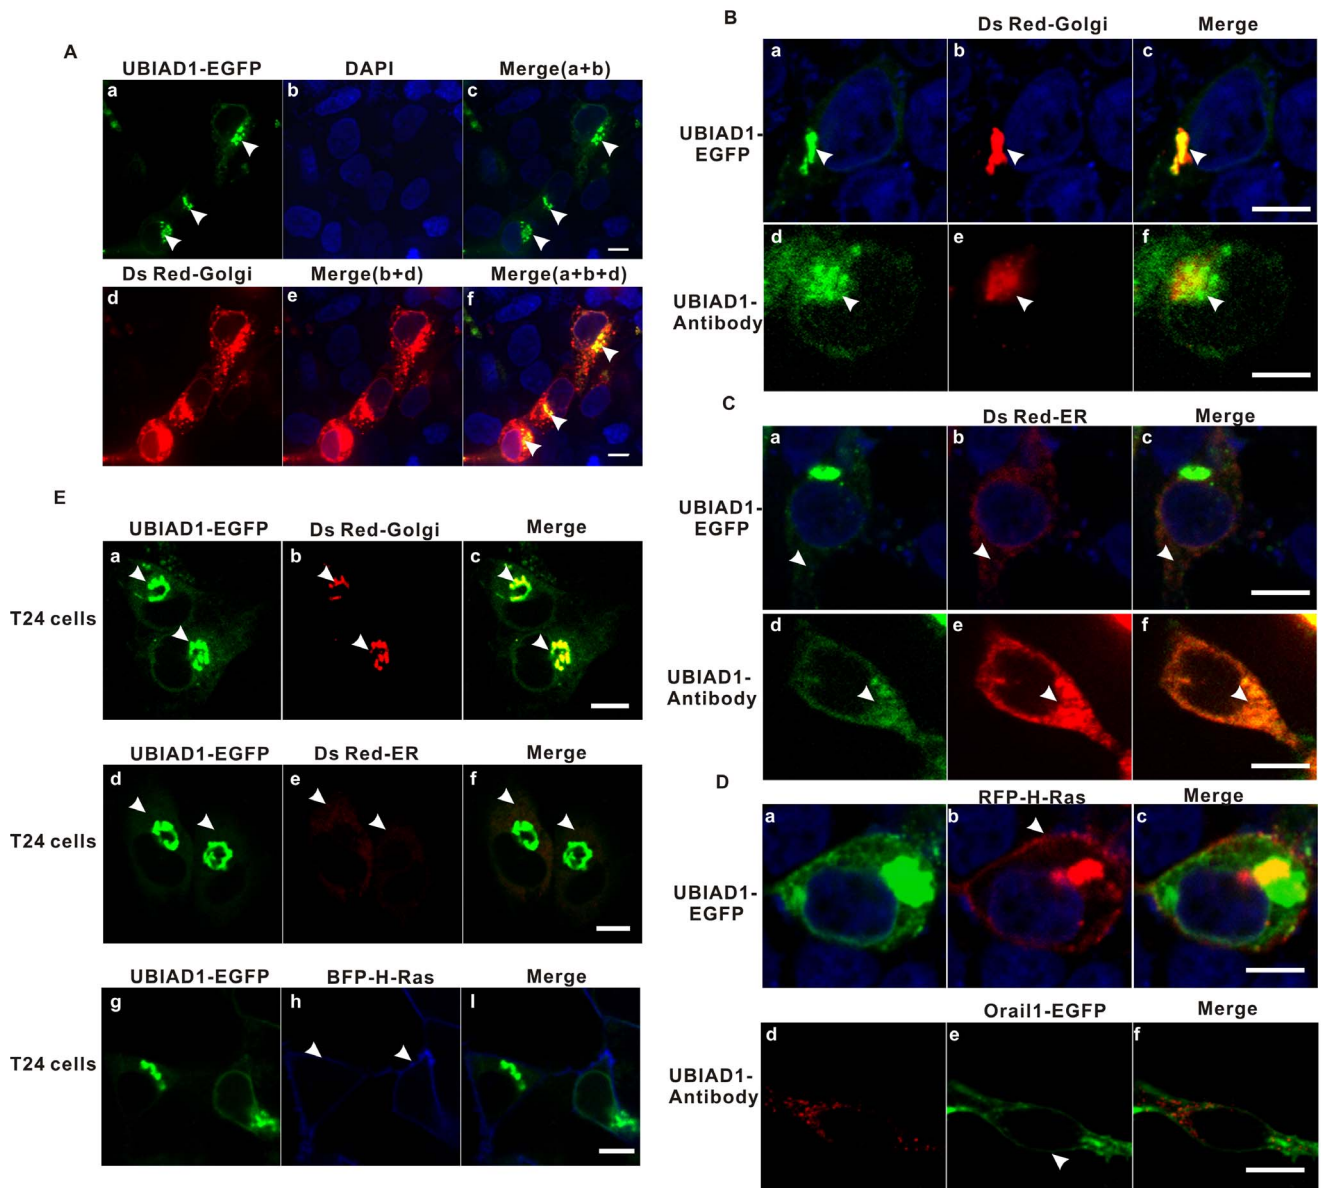 A
UBIAD1-EGFP DAPI Merge(a+b)
a b c
Ds Red-Golgi Merge(b+d) Merge(a+b+d)
d e f
B
Ds Red-Golgi Merge
a b c
UBIAD1-
EGFP
d e f
UBIAD1-
Antibody
C
Ds Red-ER Merge
a b c
UBIAD1-
EGFP
d e f
UBIAD1-
Antibody
D
RFP-H-Ras Merge
a b c
UBIAD1-
EGFP
Orail1-EGFP Merge
d e f
UBIAD1-
Antibody
E
UBIAD1-EGFP Ds Red-Golgi Merge
a b c
T24 cells
UBIAD1-EGFP Ds Red-ER Merge
d e f
T24 cells
UBIAD1-EGFP BFP-H-Ras Merge
g h I
T24 cells